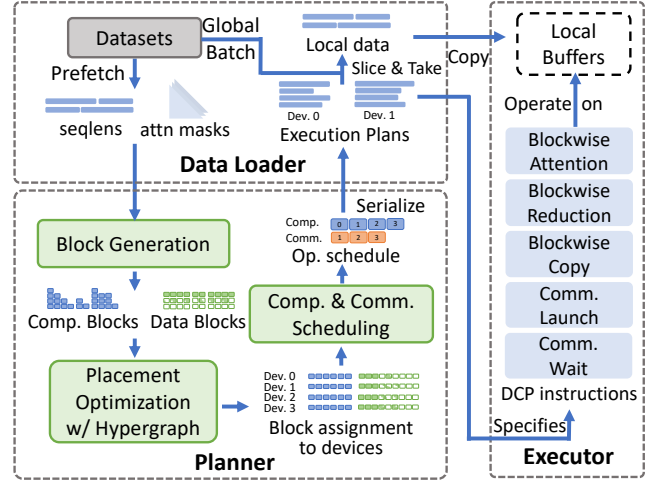 Datasets
Global
Batch
Prefetch
seqlens
attn masks
Local data
Slice & Take
Dev. 0
Dev. 1
Execution Plans
Data Loader
Copy
Local
Buffers
Operate on
Blockwise
Attention
Blockwise
Reduction
Blockwise
Copy
Comm.
Launch
Comm.
Wait
DCP instructions
Specifies
Executor
Block Generation
Comp. Blocks
Data Blocks
Placement
Optimization
w/ Hypergraph
Serialize
Comp. 0 1 2 3
Comm. 1 2 3
Op. schedule
Comp. & Comm.
Scheduling
Dev. 0
Dev. 1
Dev. 2
Dev. 3
Block assignment
to devices
Planner